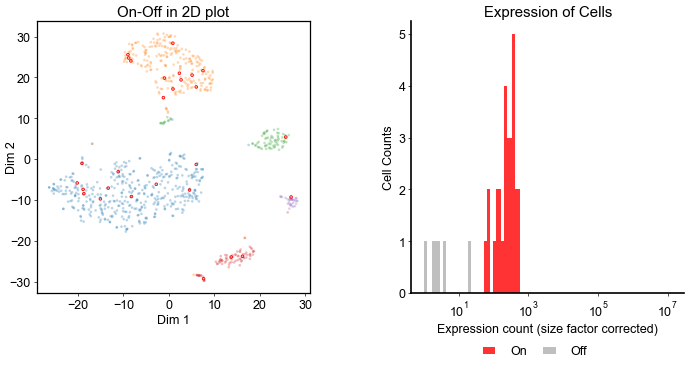 On-Off in 2D plot
30
20
10
0
−10
−20
−30
Dim 2
−20
−10
0
10
20
30
Dim 1
Expression of Cells
5
4
3
2
1
0
Cell Counts
10^1
10^3
10^5
10^7
Expression count (size factor corrected)
On
Off